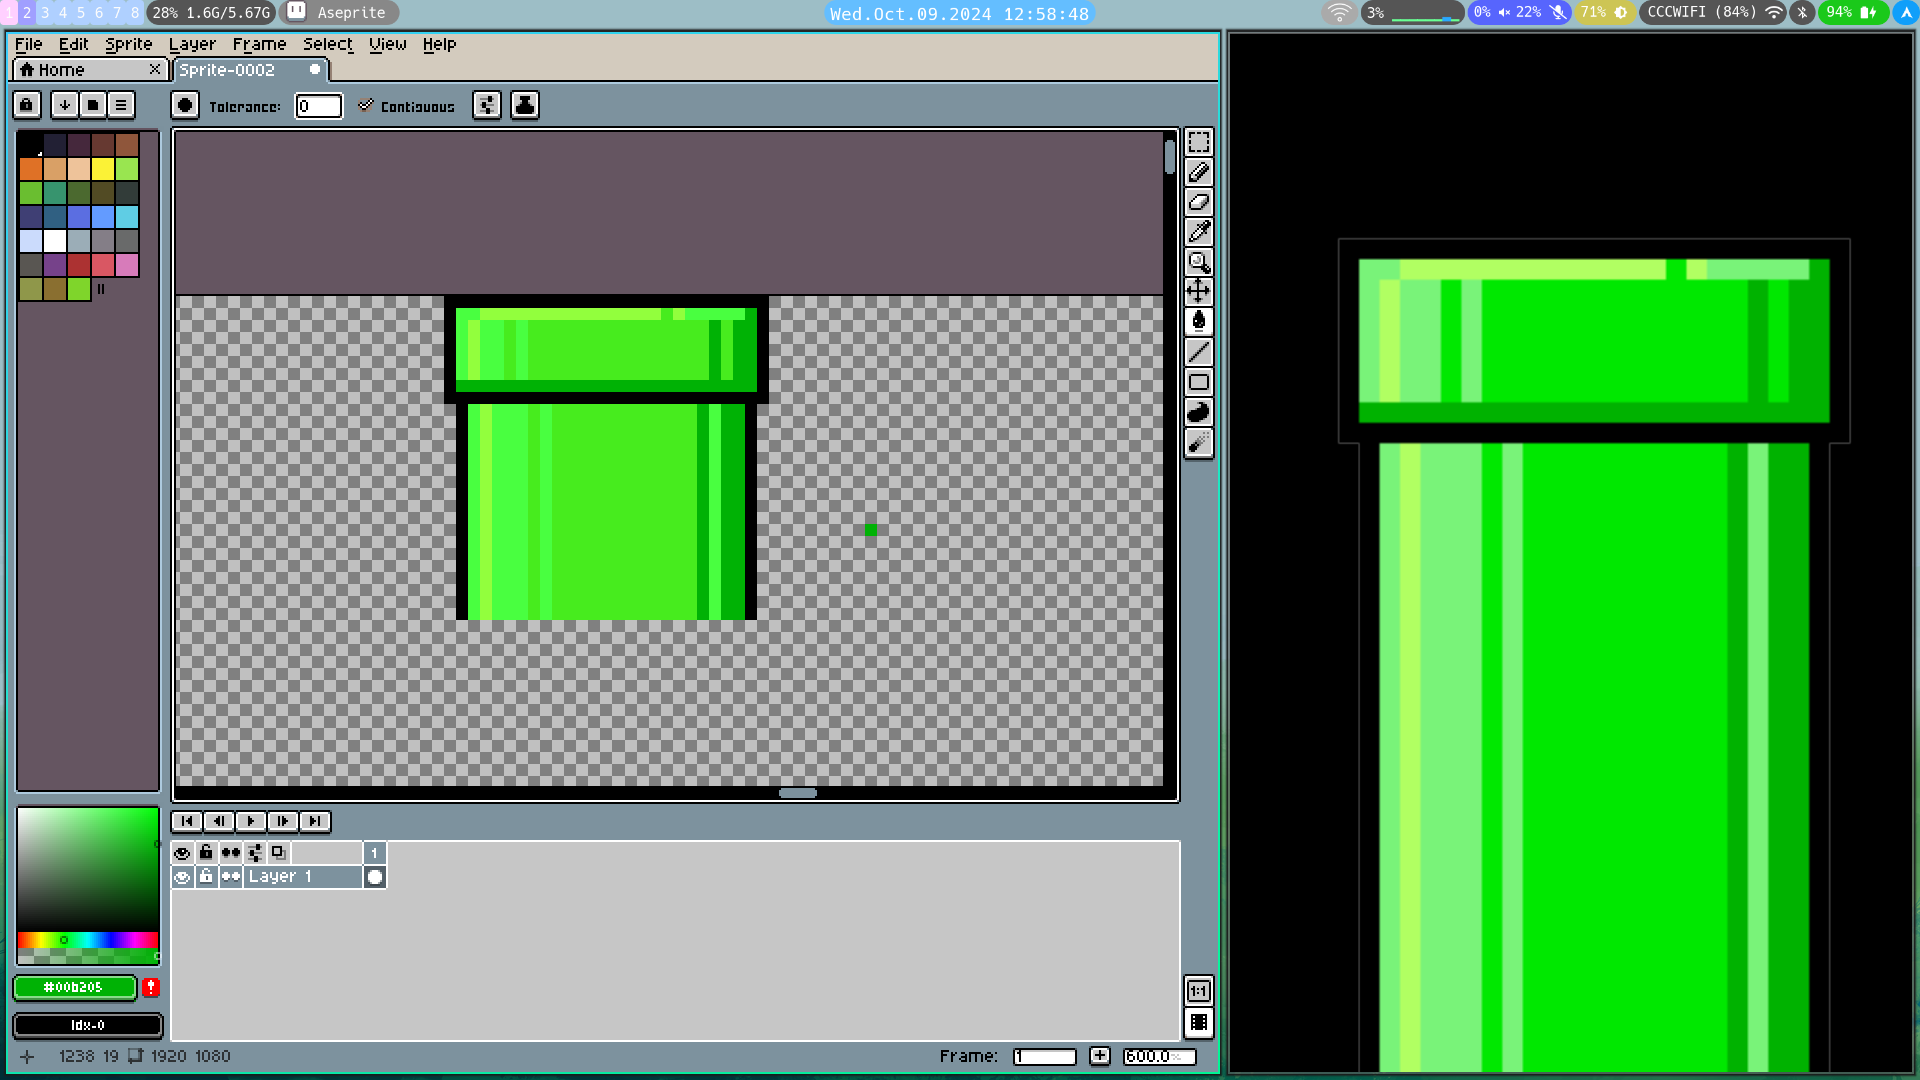 1 2 3 4 5 6 7 8 28% 1.6G/5.67G Aseprite Wed.Oct.09.2024 12:58:48 3% 0% 22% 71% CCCWIFI (84%) 94%
File Edit Sprite Layer Frame Select View Help
Home Sprite-0002
Tolerance: 0 Contiguous
1
Layer 1
#00b205
Idx-0
1:1
1238 19 1920 1080 Frame: 1 600.0%